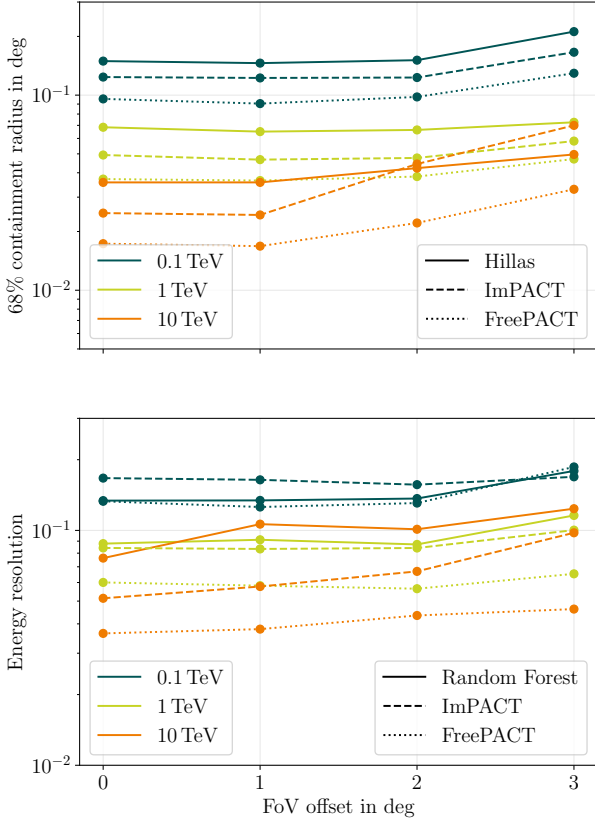 68% containment radius in deg
10⁻¹
10⁻²
0.1 TeV
1 TeV
10 TeV
Hillas
ImPACT
FreePACT
Energy resolution
10⁻¹
10⁻²
0.1 TeV
1 TeV
10 TeV
Random Forest
ImPACT
FreePACT
0 1 2 3
FoV offset in deg